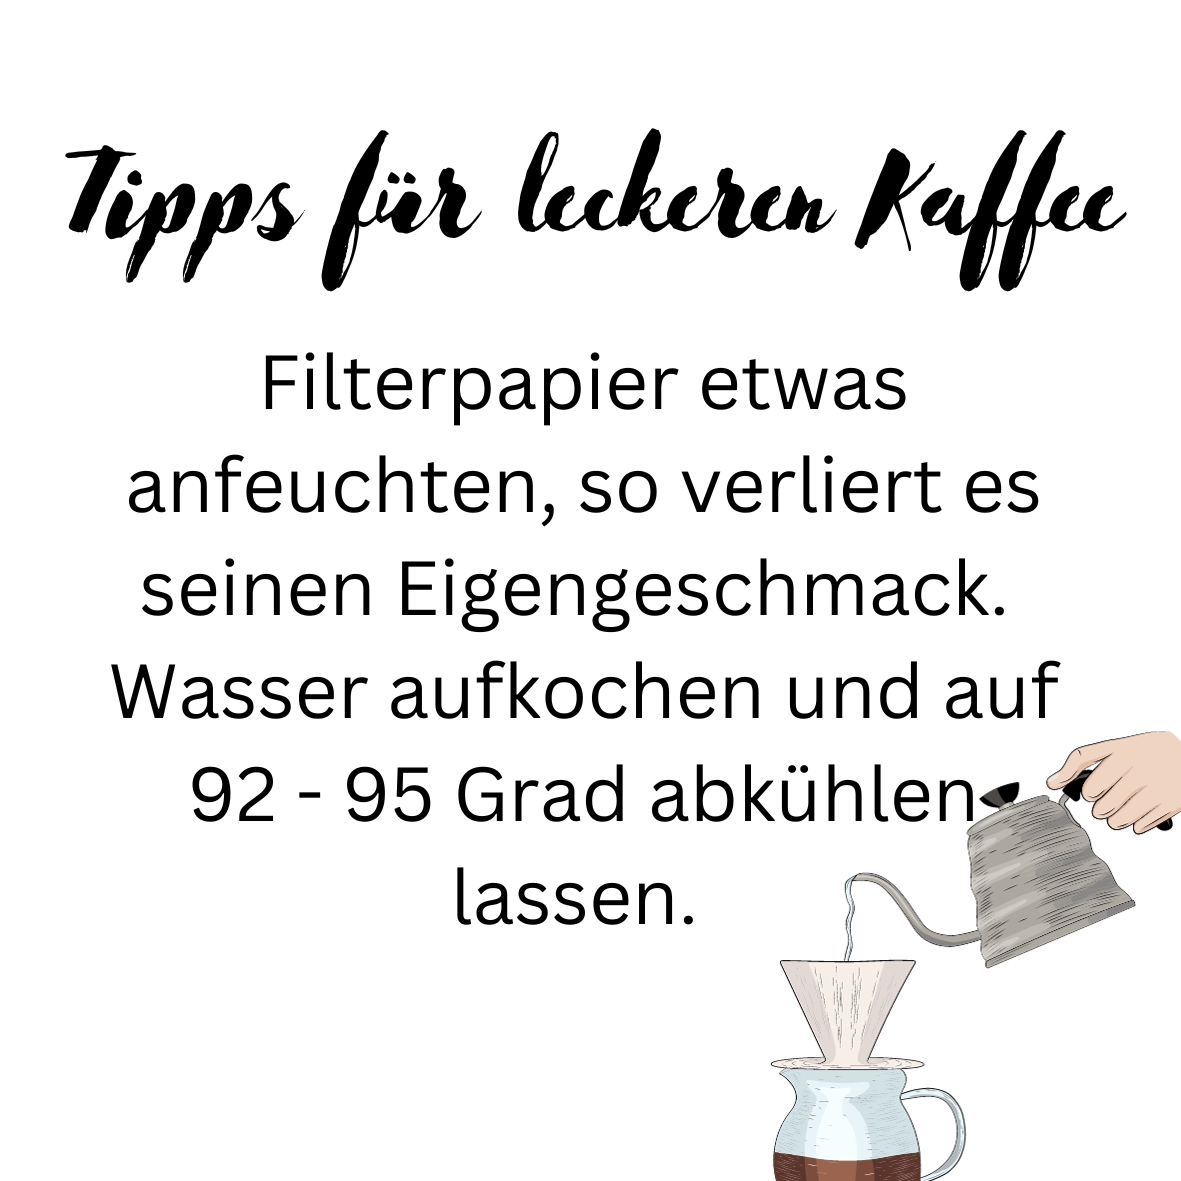 Tipps für leckeren Kaffee
Filterpapier etwas
anfeuchten, so verliert es
seinen Eigengeschmack.
Wasser aufkochen und auf
92 - 95 Grad abkühlen
lassen.